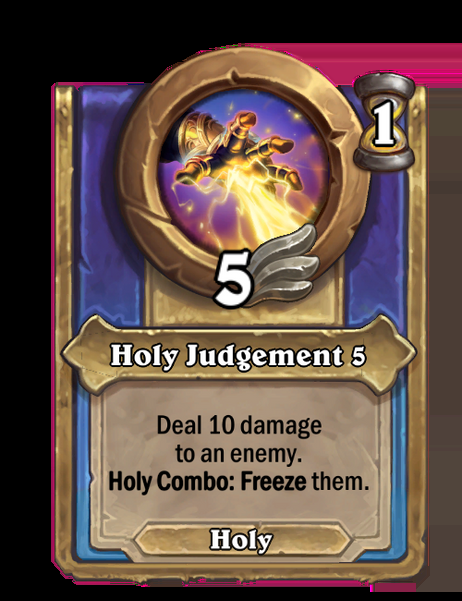 1
5
Holy Judgement 5
Deal 10 damage
to an enemy.
Holy Combo: Freeze them.
Holy